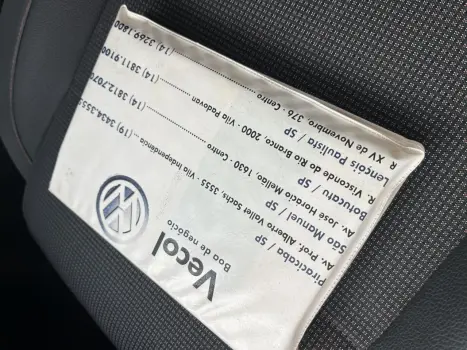 Vecol
Boa de negócio
Piracicaba / SP
Av. Prof. Alberto Valler Sachs, 3555 - Vila Independência ... (19) 3434.3555
São Manuel / SP
Av. José Horácio Mellão, 1630 - Centro ... (14) 3812.7070
Botucatu / SP
R. Visconde do Rio Branco, 2000 - Vila Padovan ... (14) 3811.9100
Lençóis Paulista / SP
R. XV de Novembro, 376 - Centro ... (14) 3269.1800